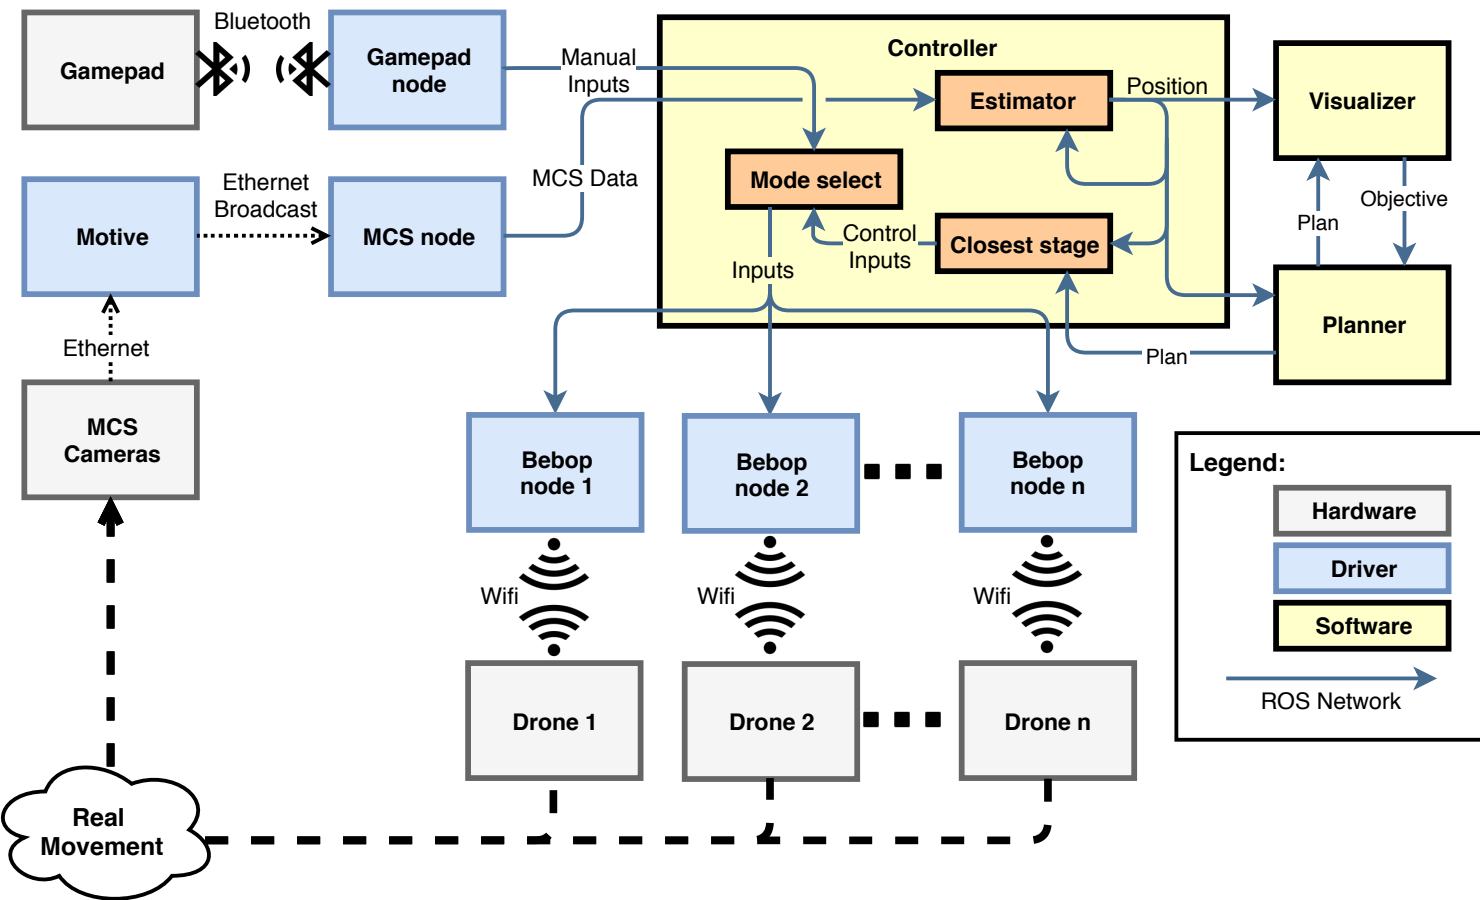 Bluetooth
Gamepad
Gamepad
node
Manual
Inputs
Controller
Estimator
Position
Visualizer
Ethernet
Broadcast
MCS Data
Mode select
Motive
MCS node
Control
Inputs
Closest stage
Plan
Objective
Inputs
Planner
Ethernet
Plan
MCS
Cameras
Bebop
node 1
Bebop
node 2
Bebop
node n
Legend:
Hardware
Driver
Software
ROS Network
Wifi
Wifi
Wifi
Drone 1
Drone 2
Drone n
Real
Movement